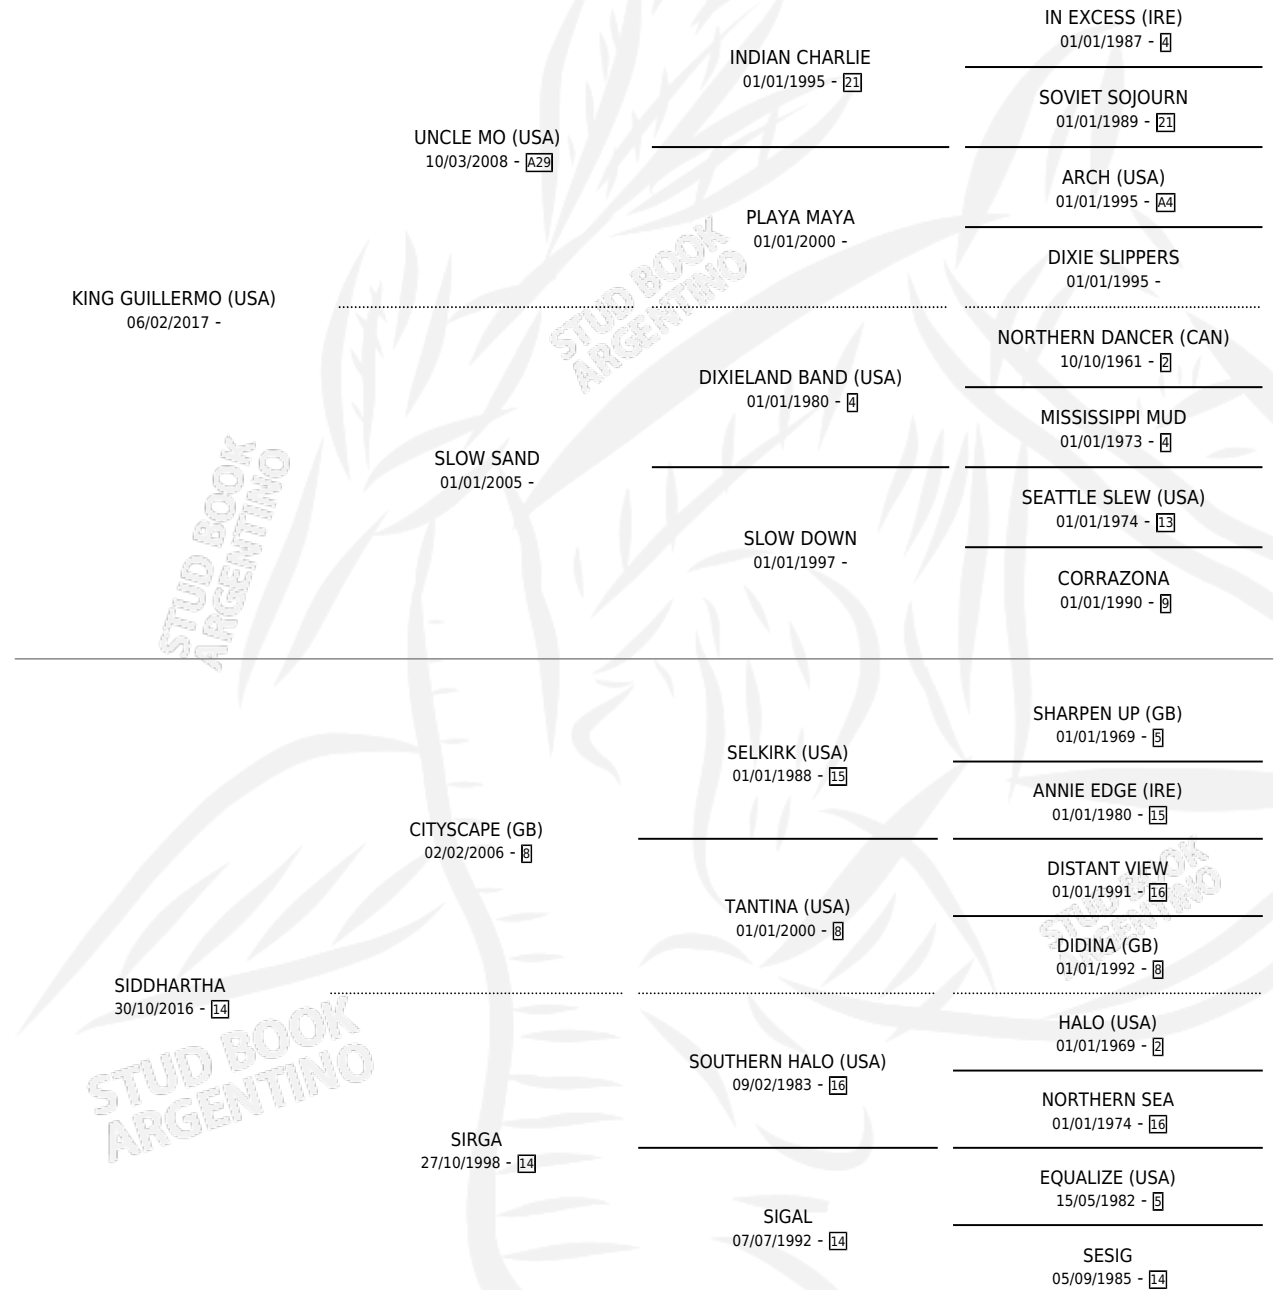 KING GUILLERMO (USA)
06/02/2017 -
UNCLE MO (USA)
10/03/2008 - A29
INDIAN CHARLIE
01/01/1995 - 21
IN EXCESS (IRE)
01/01/1987 - 4
SOVIET SOJOURN
01/01/1989 - 21
PLAYA MAYA
01/01/2000 -
ARCH (USA)
01/01/1995 - A4
DIXIE SLIPPERS
01/01/1995 -
SLOW SAND
01/01/2005 -
DIXIELAND BAND (USA)
01/01/1980 - 4
NORTHERN DANCER (CAN)
10/10/1961 - 2
MISSISSIPPI MUD
01/01/1973 - 4
SLOW DOWN
01/01/1997 -
SEATTLE SLEW (USA)
01/01/1974 - 13
CORRAZONA
01/01/1990 - 9
SIDDHARTHA
30/10/2016 - 14
CITYSCAPE (GB)
02/02/2006 - 8
SELKIRK (USA)
01/01/1988 - 15
SHARPEN UP (GB)
01/01/1969 - 5
ANNIE EDGE (IRE)
01/01/1980 - 15
TANTINA (USA)
01/01/2000 - 8
DISTANT VIEW
01/01/1991 - 16
DIDINA (GB)
01/01/1992 - 8
SIRGA
27/10/1998 - 14
SOUTHERN HALO (USA)
09/02/1983 - 16
HALO (USA)
01/01/1969 - 2
NORTHERN SEA
01/01/1974 - 16
SIGAL
07/07/1992 - 14
EQUALIZE (USA)
15/05/1982 - 5
SESIG
05/09/1985 - 14
STUD BOOK
ARGENTINO
STUD BOOK
ARGENTINO
STUD BOOK
ARGENTINO
STUD BOOK
ARGENTINO